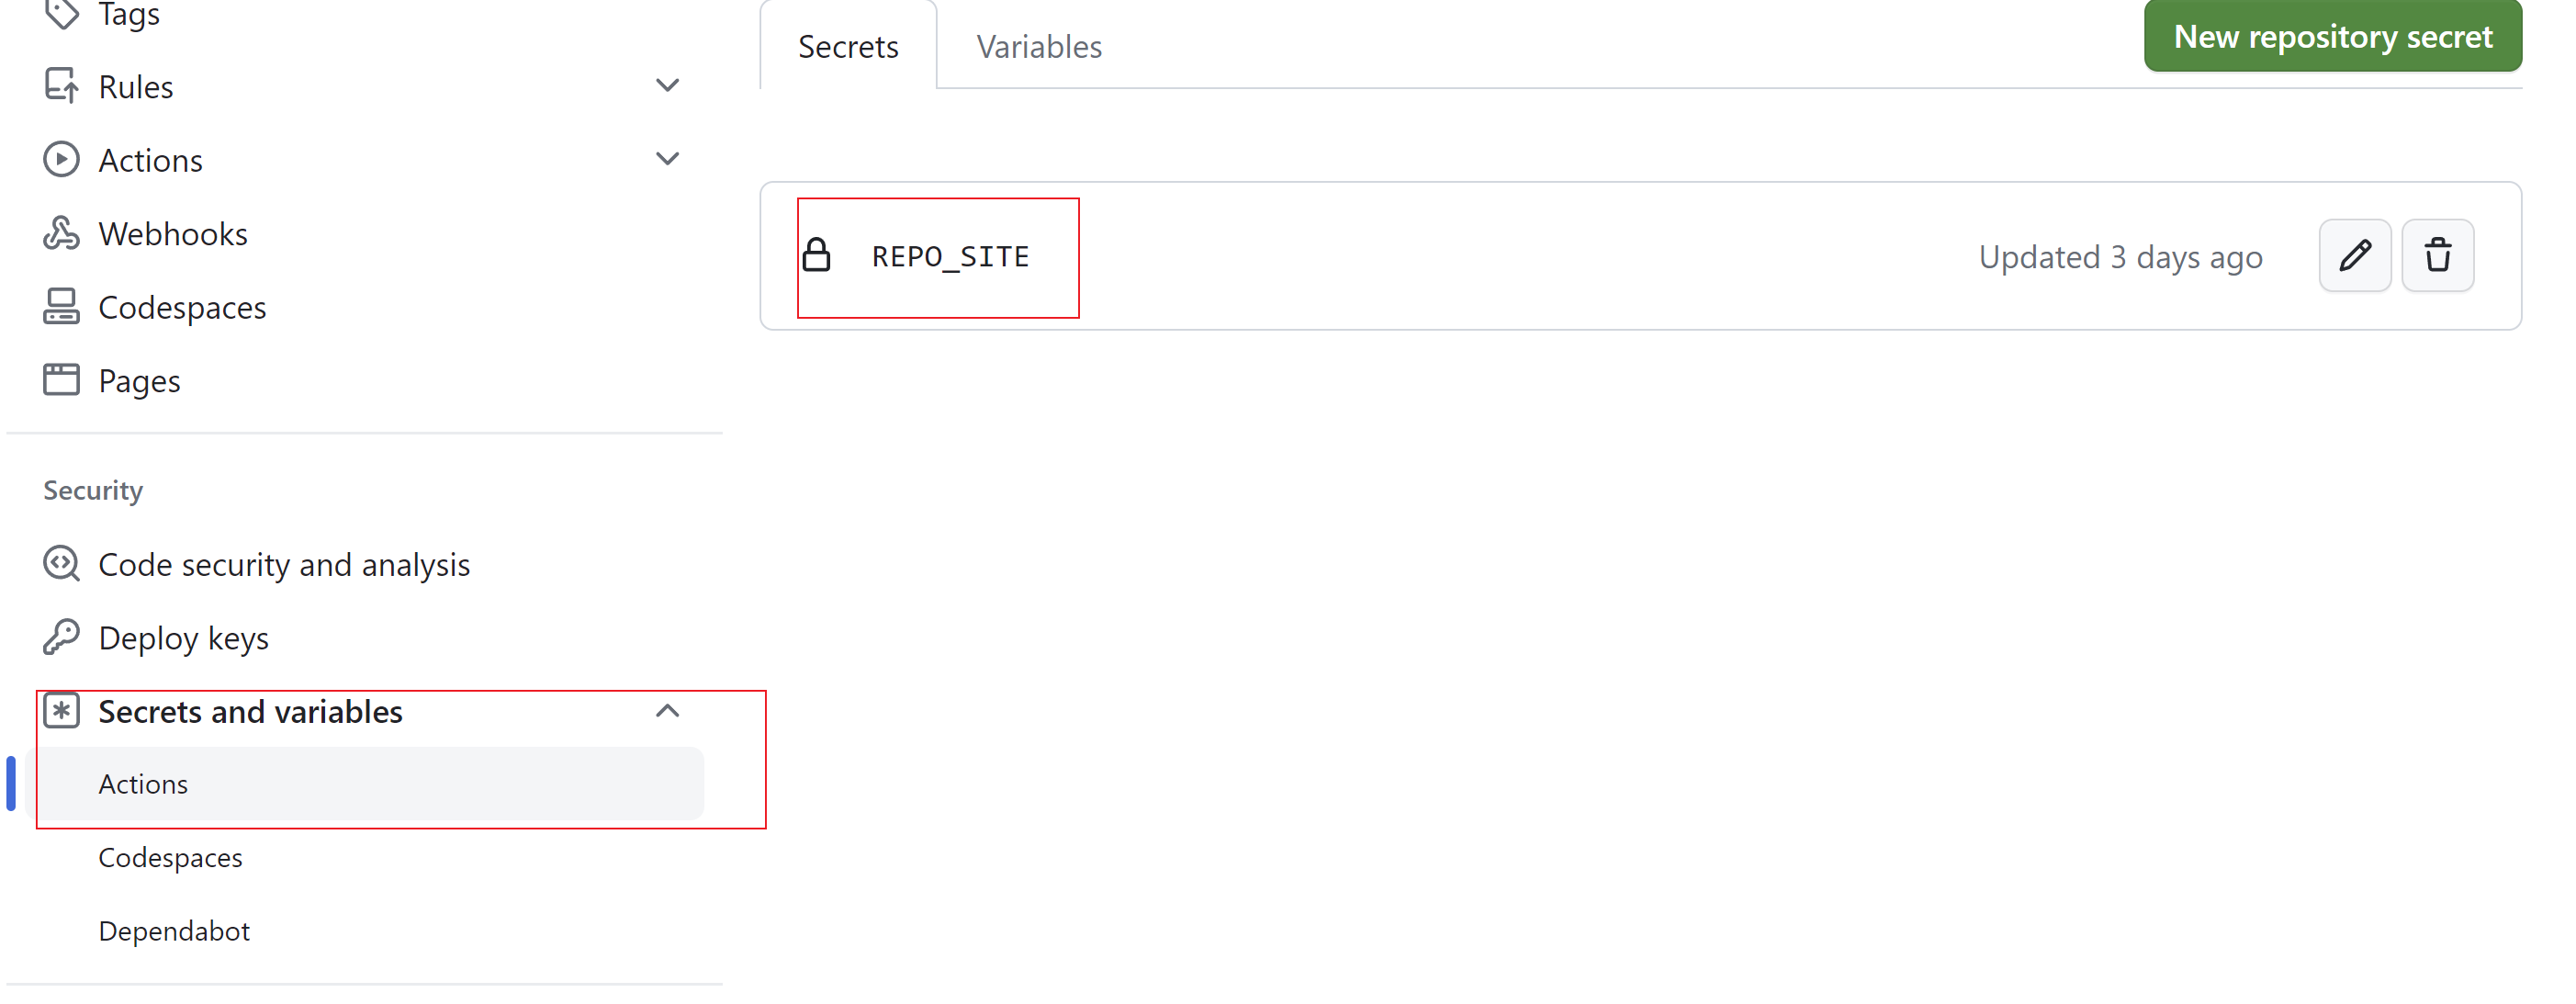 Tags
Rules
Actions
Webhooks
Codespaces
Pages
Security
Code security and analysis
Deploy keys
Secrets and variables
Actions
Codespaces
Dependabot
Secrets
Variables
New repository secret
REPO_SITE
Updated 3 days ago